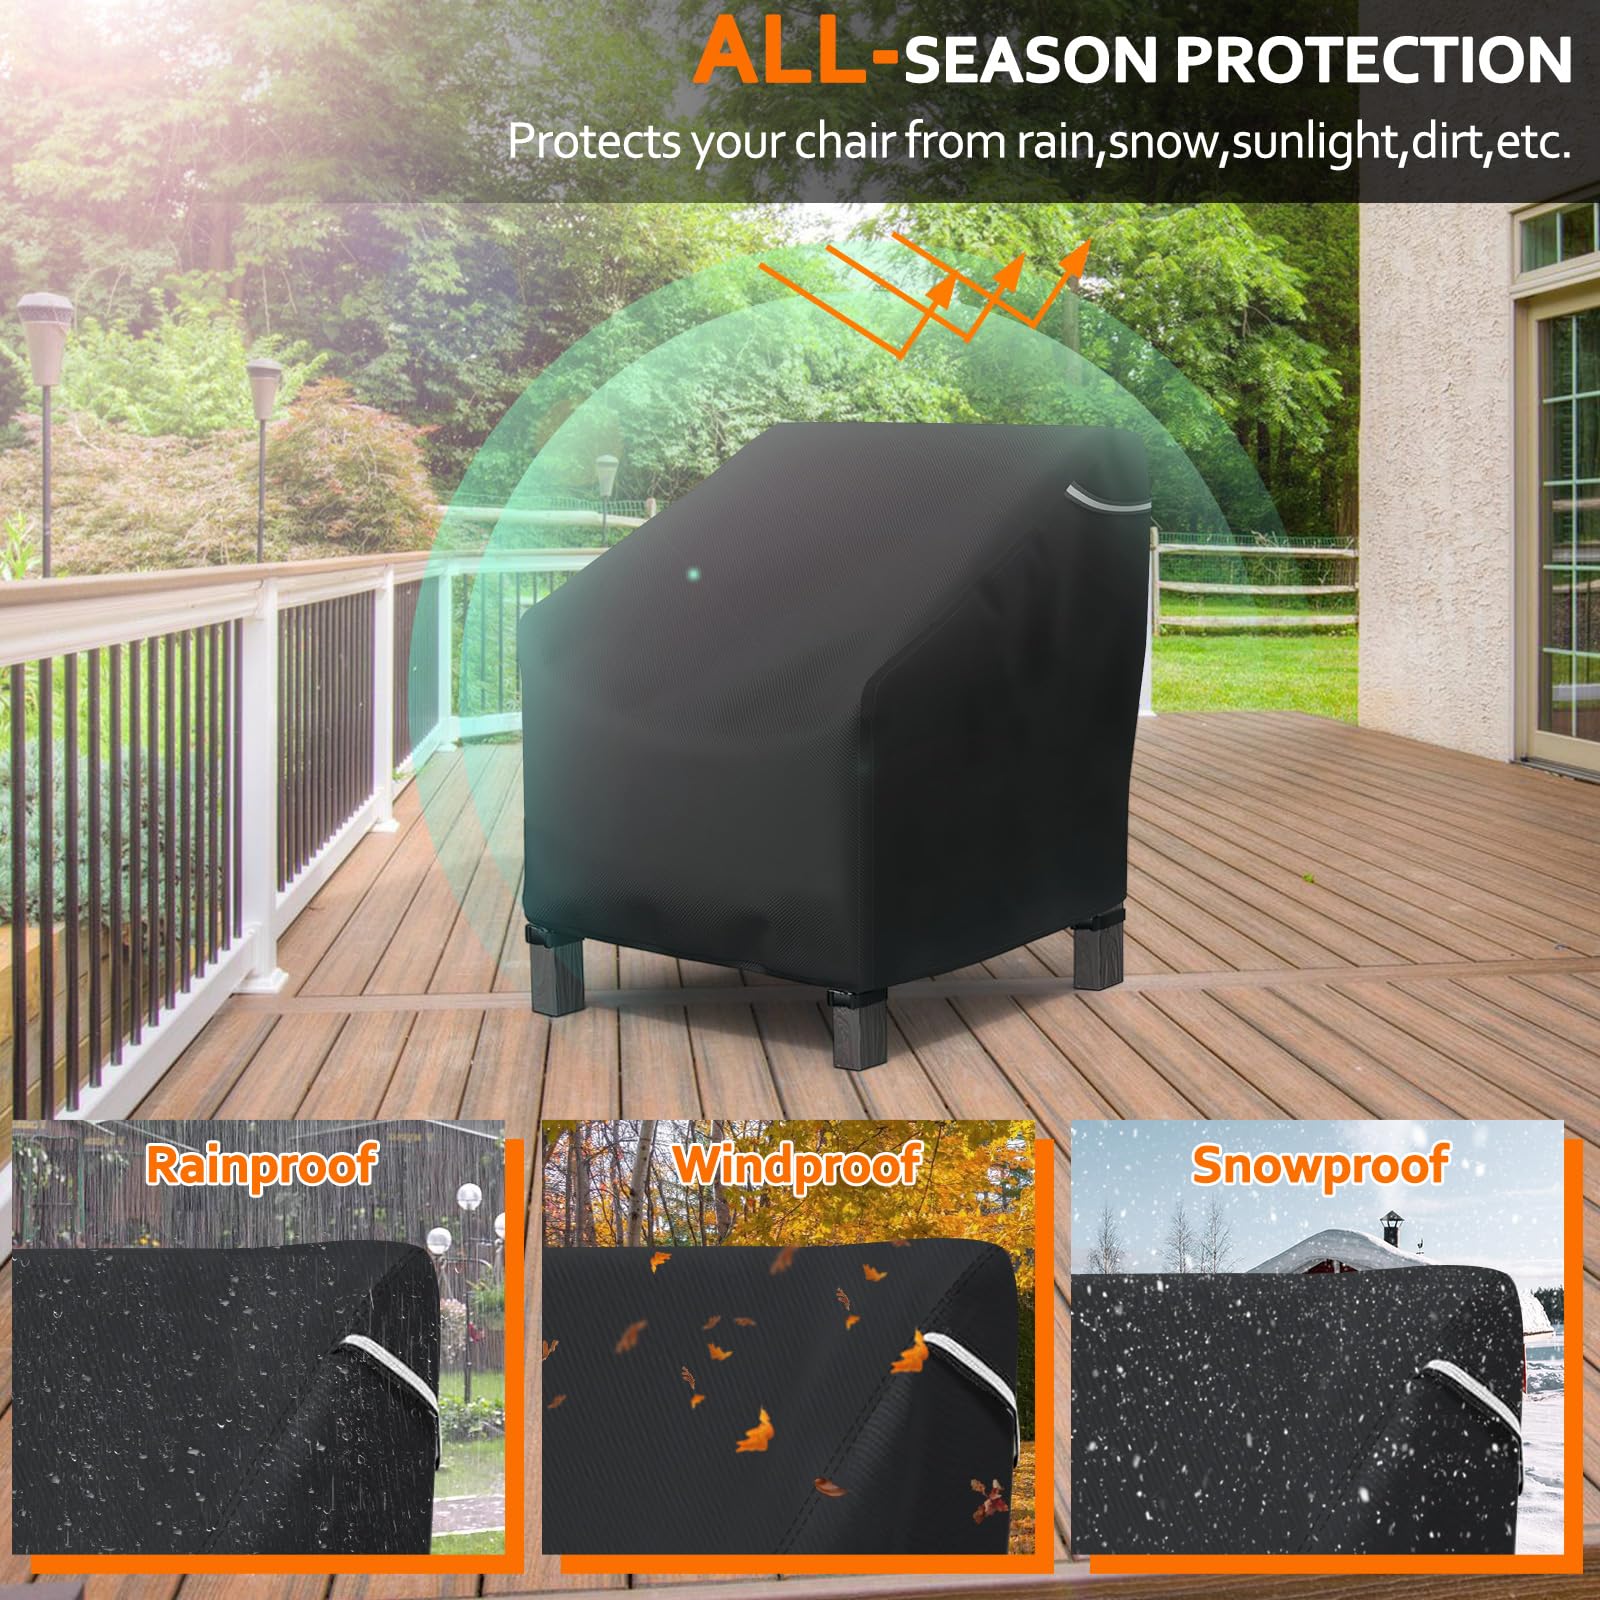 ALL-SEASON PROTECTION
Protects your chair from rain,snow,sunlight,dirt,etc.
Rainproof
Windproof
Snowproof